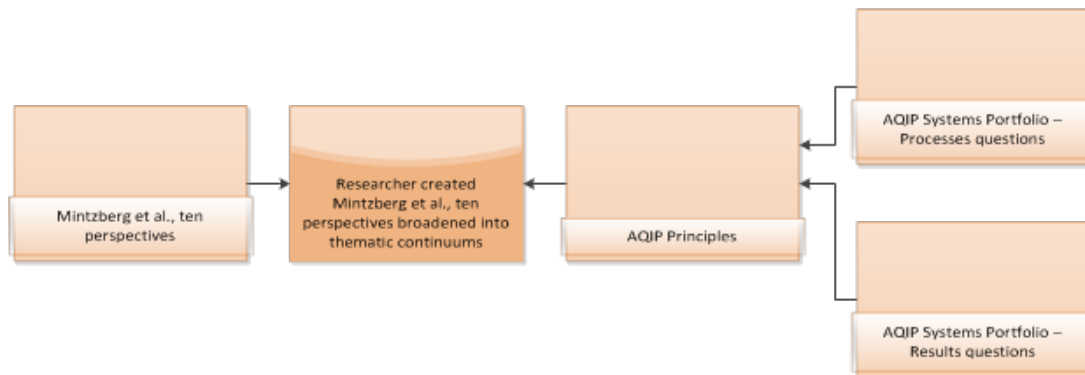 Mintzberg et al., ten
perspectives
Researcher created
Mintzberg et al., ten
perspectives broadened into
thematic continuums
AQIP Principles
AQIP Systems Portfolio –
Processes questions
AQIP Systems Portfolio –
Results questions